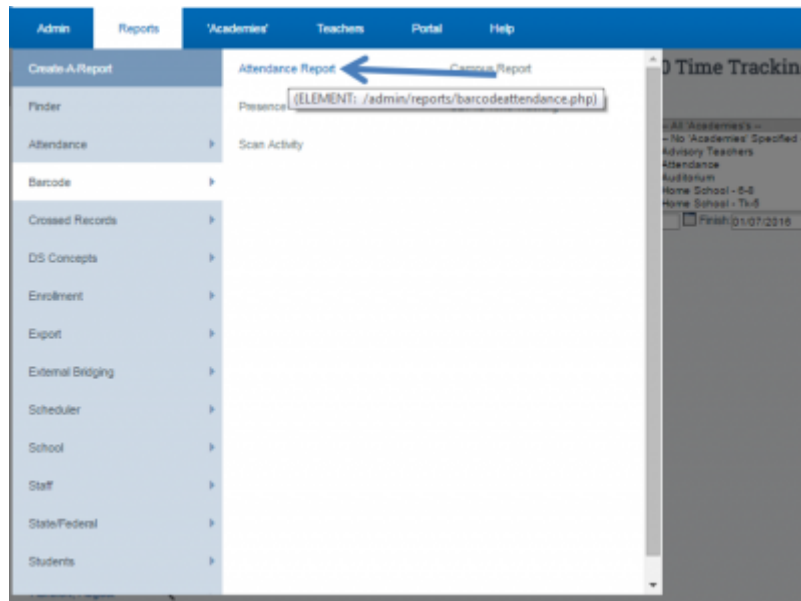 Admin Reports 'Academies' Teachers Portal Help
Create-A-Report
Finder
Attendance
Barcode
Crossed Records
DS Concepts
Enrollment
Export
External Bridging
Scheduler
School
Staff
State/Federal
Students
Attendance Report Campus Report
Presence
(ELEMENT: /admin/reports/barcodeattendance.php)
Scan Activity
0 Time Trackin
-- All 'Academies's --
-- No 'Academies' Specified
Advisory Teachers
Attendance
Auditorium
Home School - 6-8
Home School - Tk-6
Finish: 01/07/2016